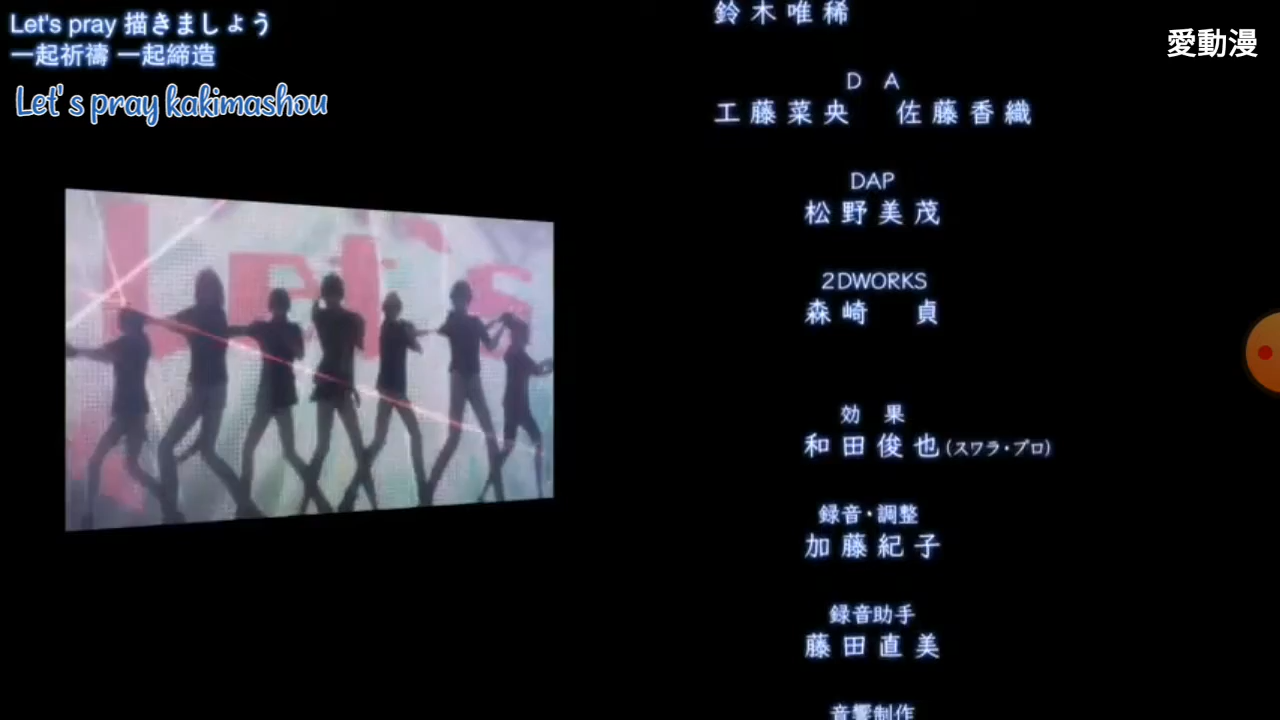 Let's pray 描きましょう
一起祈禱 一起締造
Let's pray kakimashou
愛動漫
Let's
鈴木唯稀
DA
工藤菜央 佐藤香織
DAP
松野美茂
2DWORKS
森崎 貞
効果
和田俊也(スワラ・プロ)
録音・調整
加藤紀子
録音助手
藤田直美
音響制作